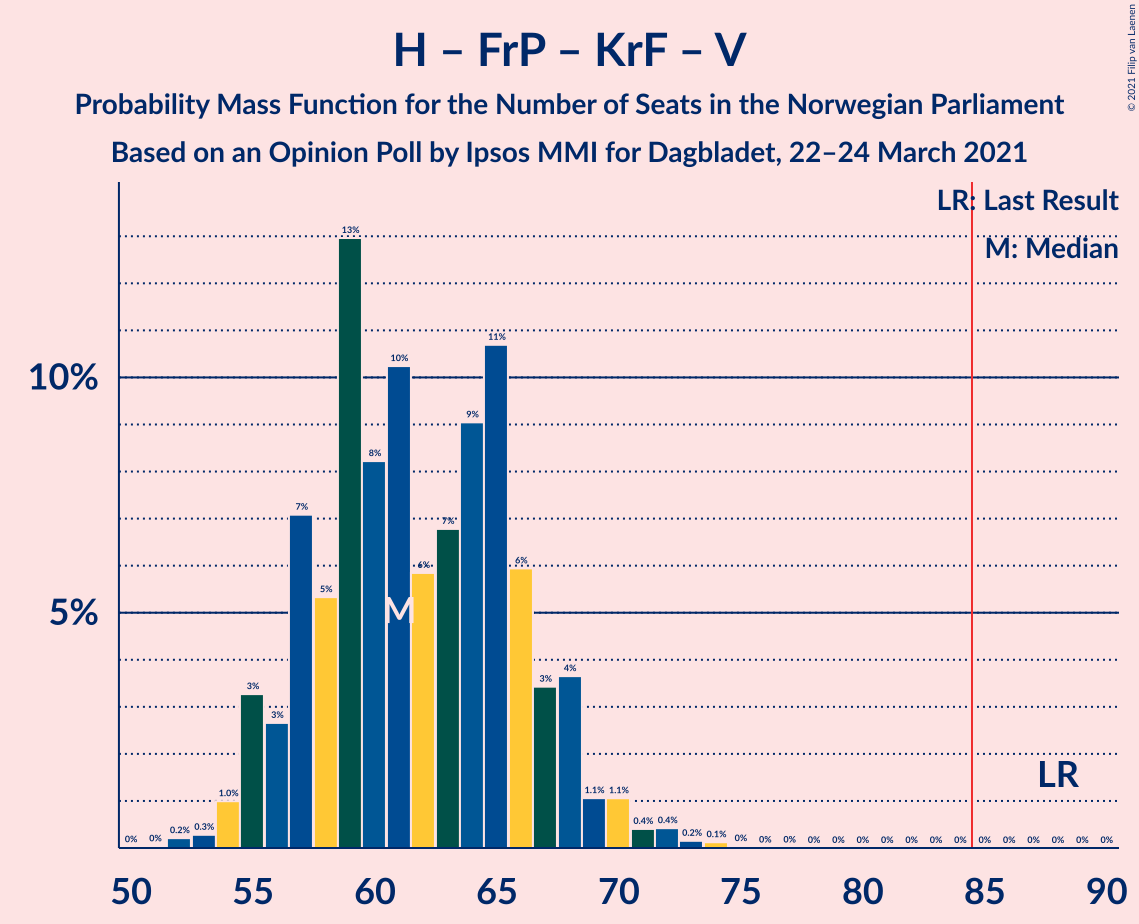 H – FrP – KrF – V
Probability Mass Function for the Number of Seats in the Norwegian Parliament
Based on an Opinion Poll by Ipsos MMI for Dagbladet, 22–24 March 2021
© 2021 Filip van Laenen
LR: Last Result
M: Median
10%
5%
0% 0% 0.2% 0.3% 1.0% 3% 3% 7% 5% 13% 8% 10% 6% 7% 9% 11% 6% 3% 4% 1.1% 1.1% 0.4% 0.4% 0.2% 0.1% 0% 0% 0% 0% 0% 0% 0% 0% 0% 0% 0% 0% 0% 0% 0% 0%
M
LR
50 55 60 65 70 75 80 85 90